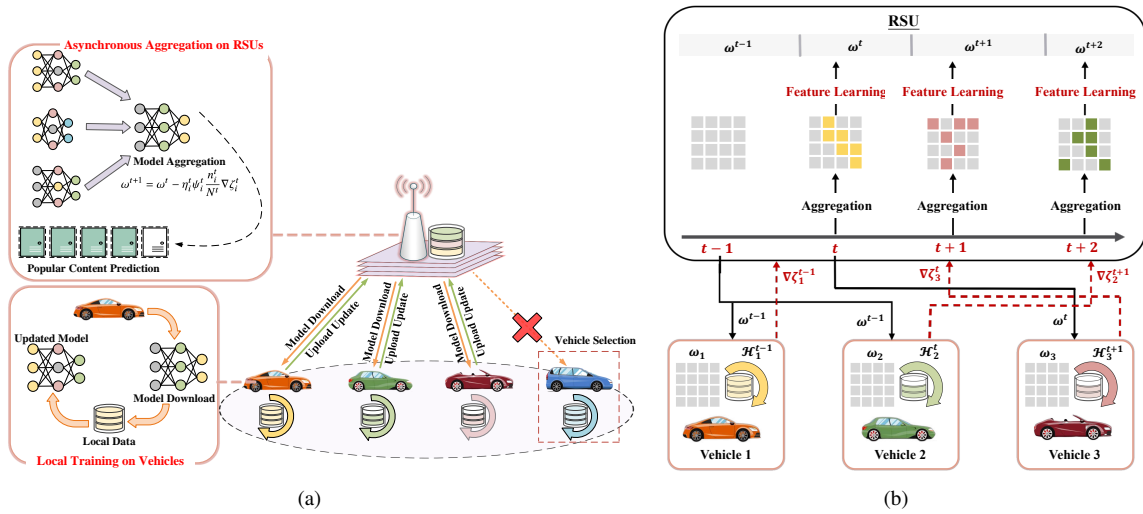 Asynchronous Aggregation on RSUs
Model Aggregation
ω^{t+1} = ω^t − η_i^t ψ_i^t \frac{n_i^t}{N^t} ∇ζ_i^t
Popular Content Prediction
Updated Model
Model Download
Local Data
Local Training on Vehicles
Model Download
Upload Update
Model Download
Upload Update
Model Download
Upload Update
Vehicle Selection
(a)
RSU
ω^{t−1} ω^t ω^{t+1} ω^{t+2}
Feature Learning Feature Learning Feature Learning
Aggregation Aggregation Aggregation
t − 1 t t + 1 t + 2
∇ζ_1^{t−1} ∇ζ_3^t ∇ζ_2^{t+1}
ω^{t−1} ω^{t−1} ω^t
ω_1 ℋ_1^{t−1} ω_2 ℋ_2^t ω_3 ℋ_3^{t+1}
Vehicle 1 Vehicle 2 Vehicle 3
(b)